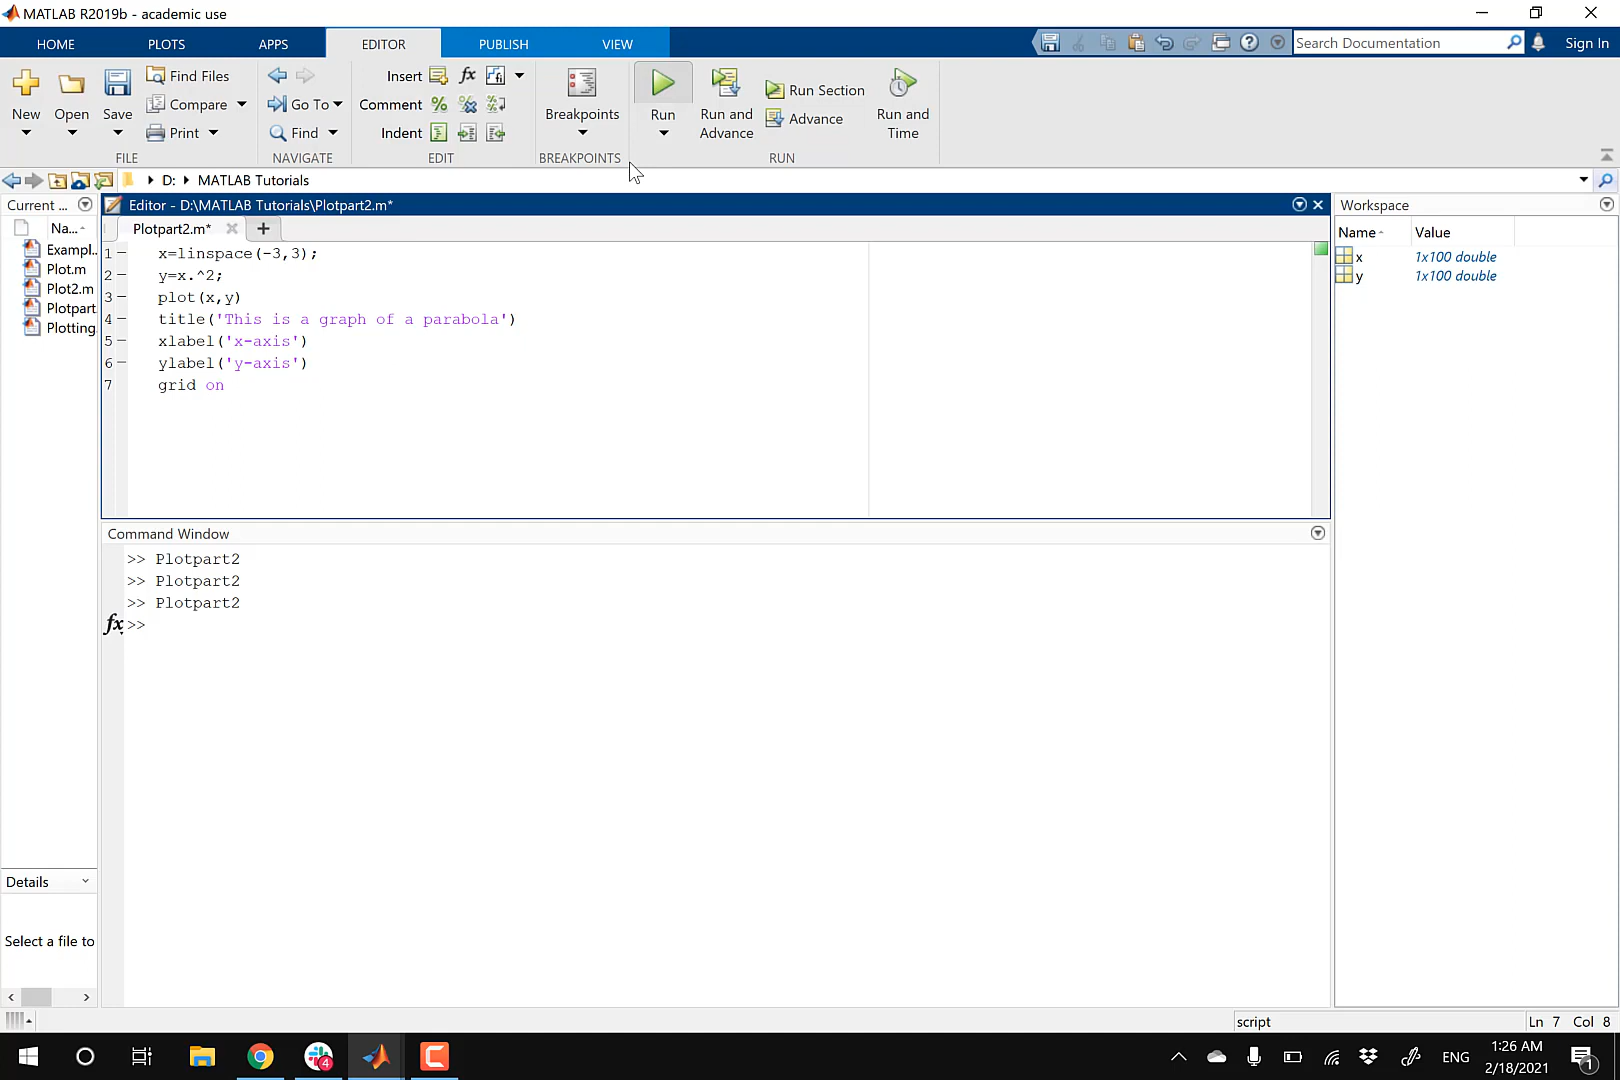 MATLAB R2019b - academic use
HOME PLOTS APPS EDITOR PUBLISH VIEW Search Documentation Sign In
New Open Save Find Files Compare Print FILE
Go To Find NAVIGATE
Insert fx Comment Indent EDIT
Breakpoints BREAKPOINTS
Run Run and Advance Run Section Advance Run and Time RUN
D: MATLAB Tutorials
Current ...
Na...
Exampl...
Plot.m
Plot2.m
Plotpart
Plotting
Details
Select a file to
Editor - D:\MATLAB Tutorials\Plotpart2.m*
Plotpart2.m*
1 x=linspace(-3,3);
2 y=x.^2;
3 plot(x,y)
4 title('This is a graph of a parabola')
5 xlabel('x-axis')
6 ylabel('y-axis')
7 grid on
Command Window
>> Plotpart2
>> Plotpart2
>> Plotpart2
fx >>
Workspace
Name Value
x 1x100 double
y 1x100 double
script Ln 7 Col 8
4 C ENG 1:26 AM
2/18/2021 1